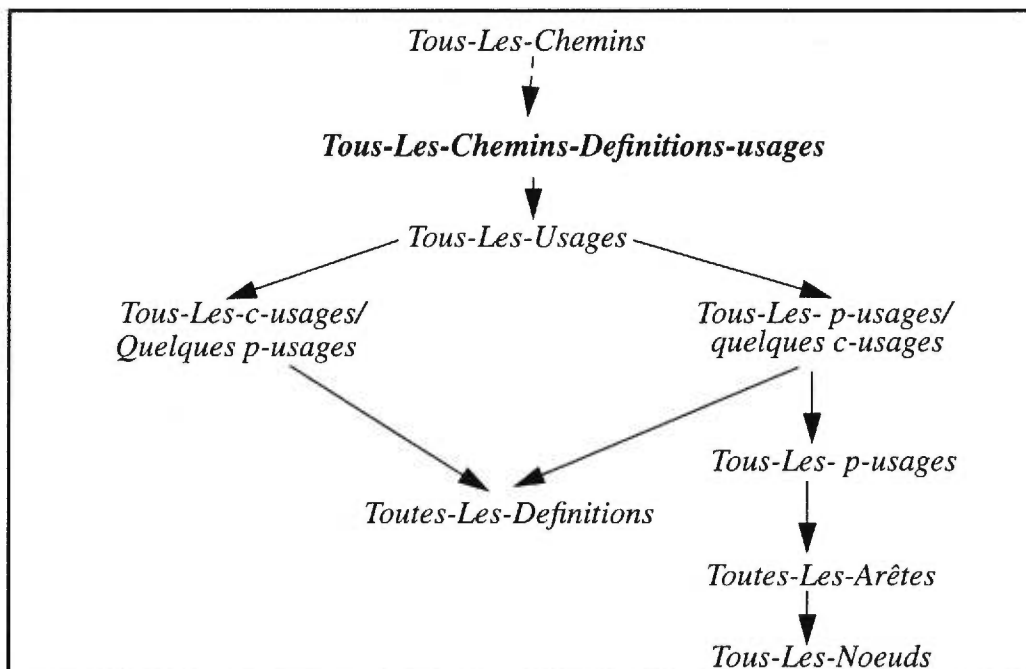 Tous-Les-Chemins
Tous-Les-Chemins-Definitions-usages
Tous-Les-Usages
Tous-Les-c-usages/
Quelques p-usages
Tous-Les- p-usages/
quelques c-usages
Tous-Les- p-usages
Toutes-Les-Definitions
Toutes-Les-Arêtes
Tous-Les-Noeuds